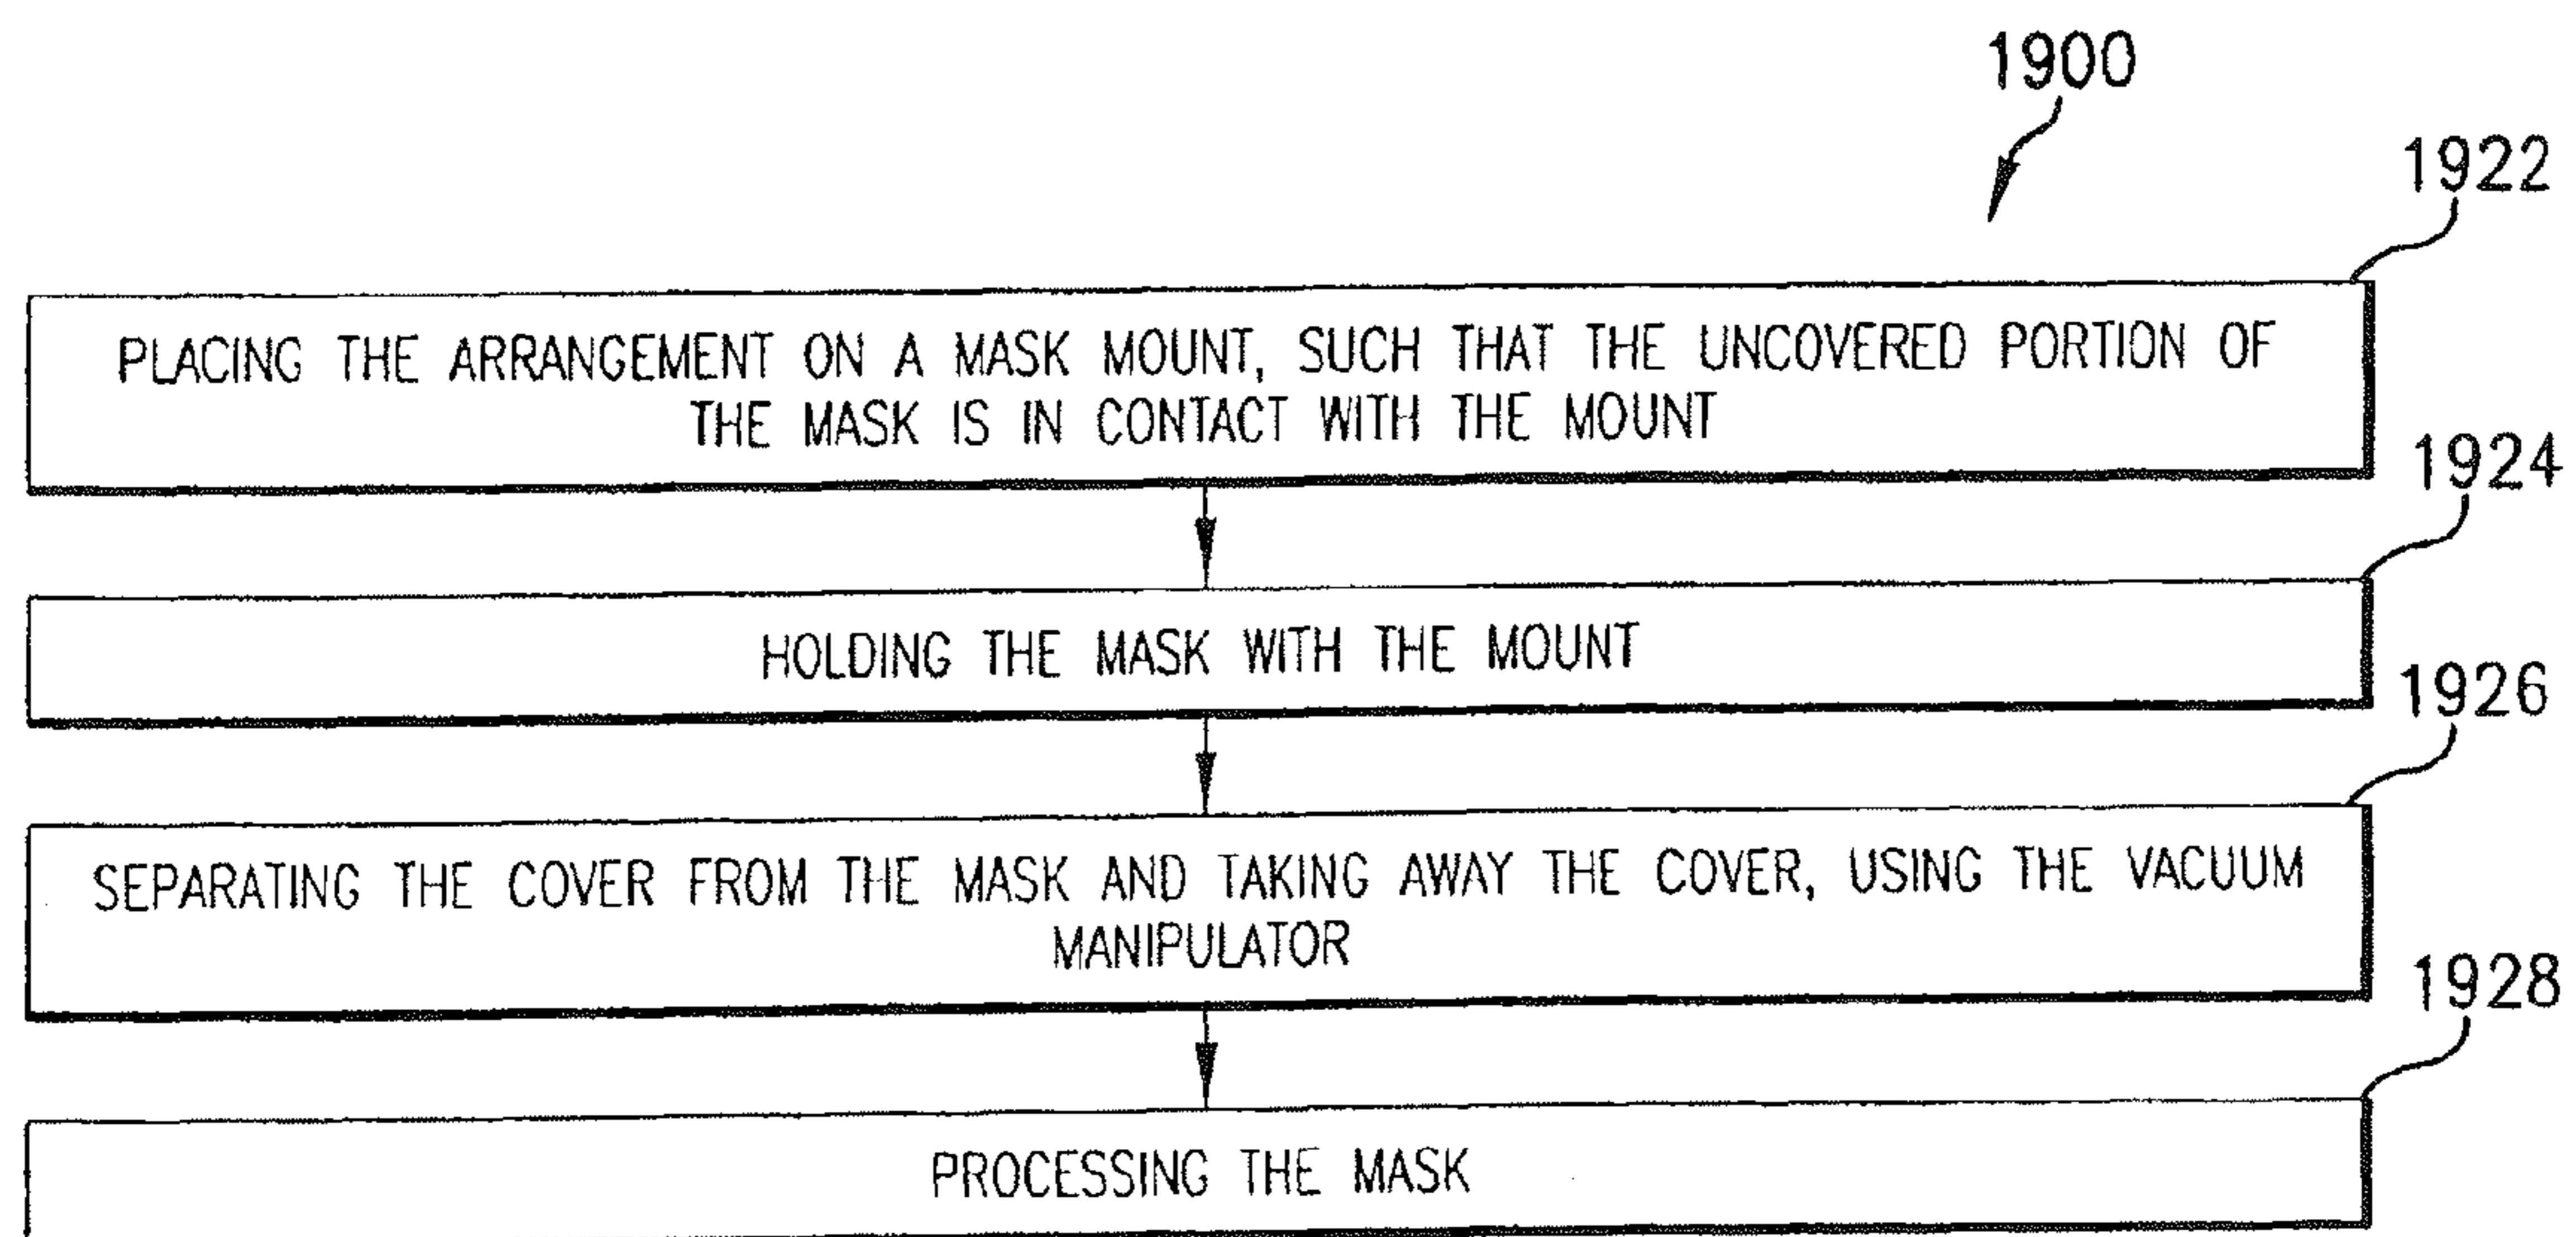 1900
1922
PLACING THE ARRANGEMENT ON A MASK MOUNT, SUCH THAT THE UNCOVERED PORTION OF
THE MASK IS IN CONTACT WITH THE MOUNT
1924
HOLDING THE MASK WITH THE MOUNT
1926
SEPARATING THE COVER FROM THE MASK AND TAKING AWAY THE COVER, USING THE VACUUM
MANIPULATOR
1928
PROCESSING THE MASK